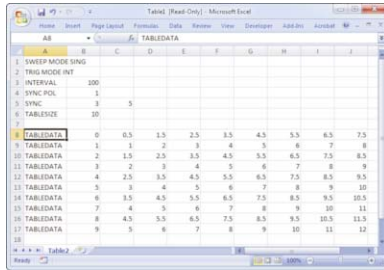 Table1 [Read-Only] - Microsoft Excel
Home Insert Page Layout Formulas Data Review View Developer Add-Ins Acrobat
A8 fx TABLEDATA
A B C D E F G H I J
1 SWEEP MODE SING
2 TRIG MODE INT
3 INTERVAL 100
4 SYNC POL 1
5 SYNC 3 5
6 TABLESIZE 10
7
8 TABLEDATA 0 0.5 1.5 2.5 3.5 4.5 5.5 6.5 7.5
9 TABLEDATA 1 1 2 3 4 5 6 7 8
10 TABLEDATA 2 1.5 2.5 3.5 4.5 5.5 6.5 7.5 8.5
11 TABLEDATA 3 2 3 4 5 6 7 8 9
12 TABLEDATA 4 2.5 3.5 4.5 5.5 6.5 7.5 8.5 9.5
13 TABLEDATA 5 3 4 5 6 7 8 9 10
14 TABLEDATA 6 3.5 4.5 5.5 6.5 7.5 8.5 9.5 10.5
15 TABLEDATA 7 4 5 6 7 8 9 10 11
16 TABLEDATA 8 4.5 5.5 6.5 7.5 8.5 9.5 10.5 11.5
17 TABLEDATA 9 5 6 7 8 9 10 11 12
18
Table2
Ready 100%